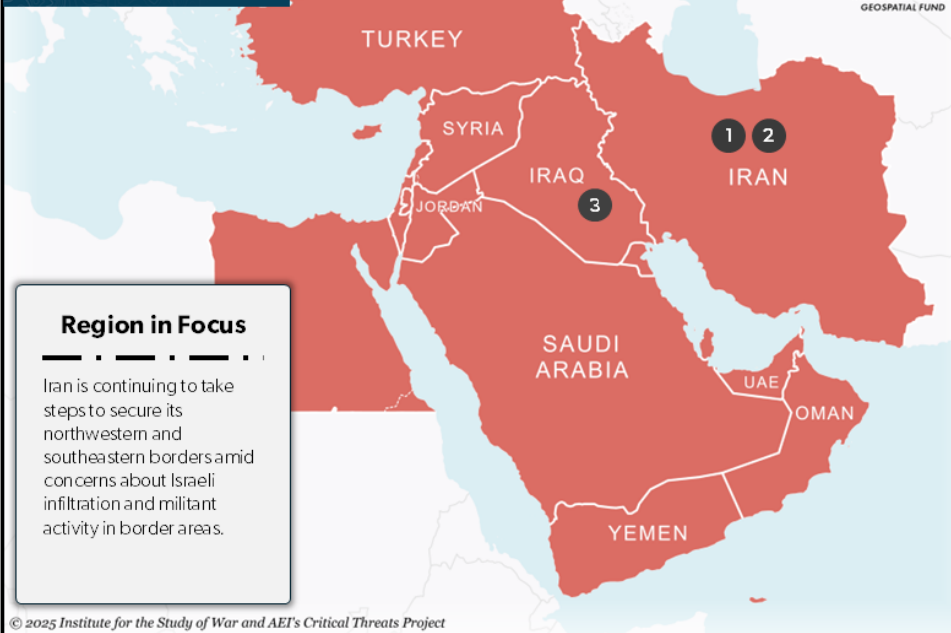 GEOSPATIAL FUND
TURKEY
SYRIA
1 2
IRAQ
IRAN
JORDAN
3
Region in Focus
SAUDI
ARABIA
Iran is continuing to take
steps to secure its
northwestern and
southeastern borders amid
concerns about Israeli
infiltration and militant
activity in border areas.
UAE
OMAN
YEMEN
© 2025 Institute for the Study of War and AEI's Critical Threats Project